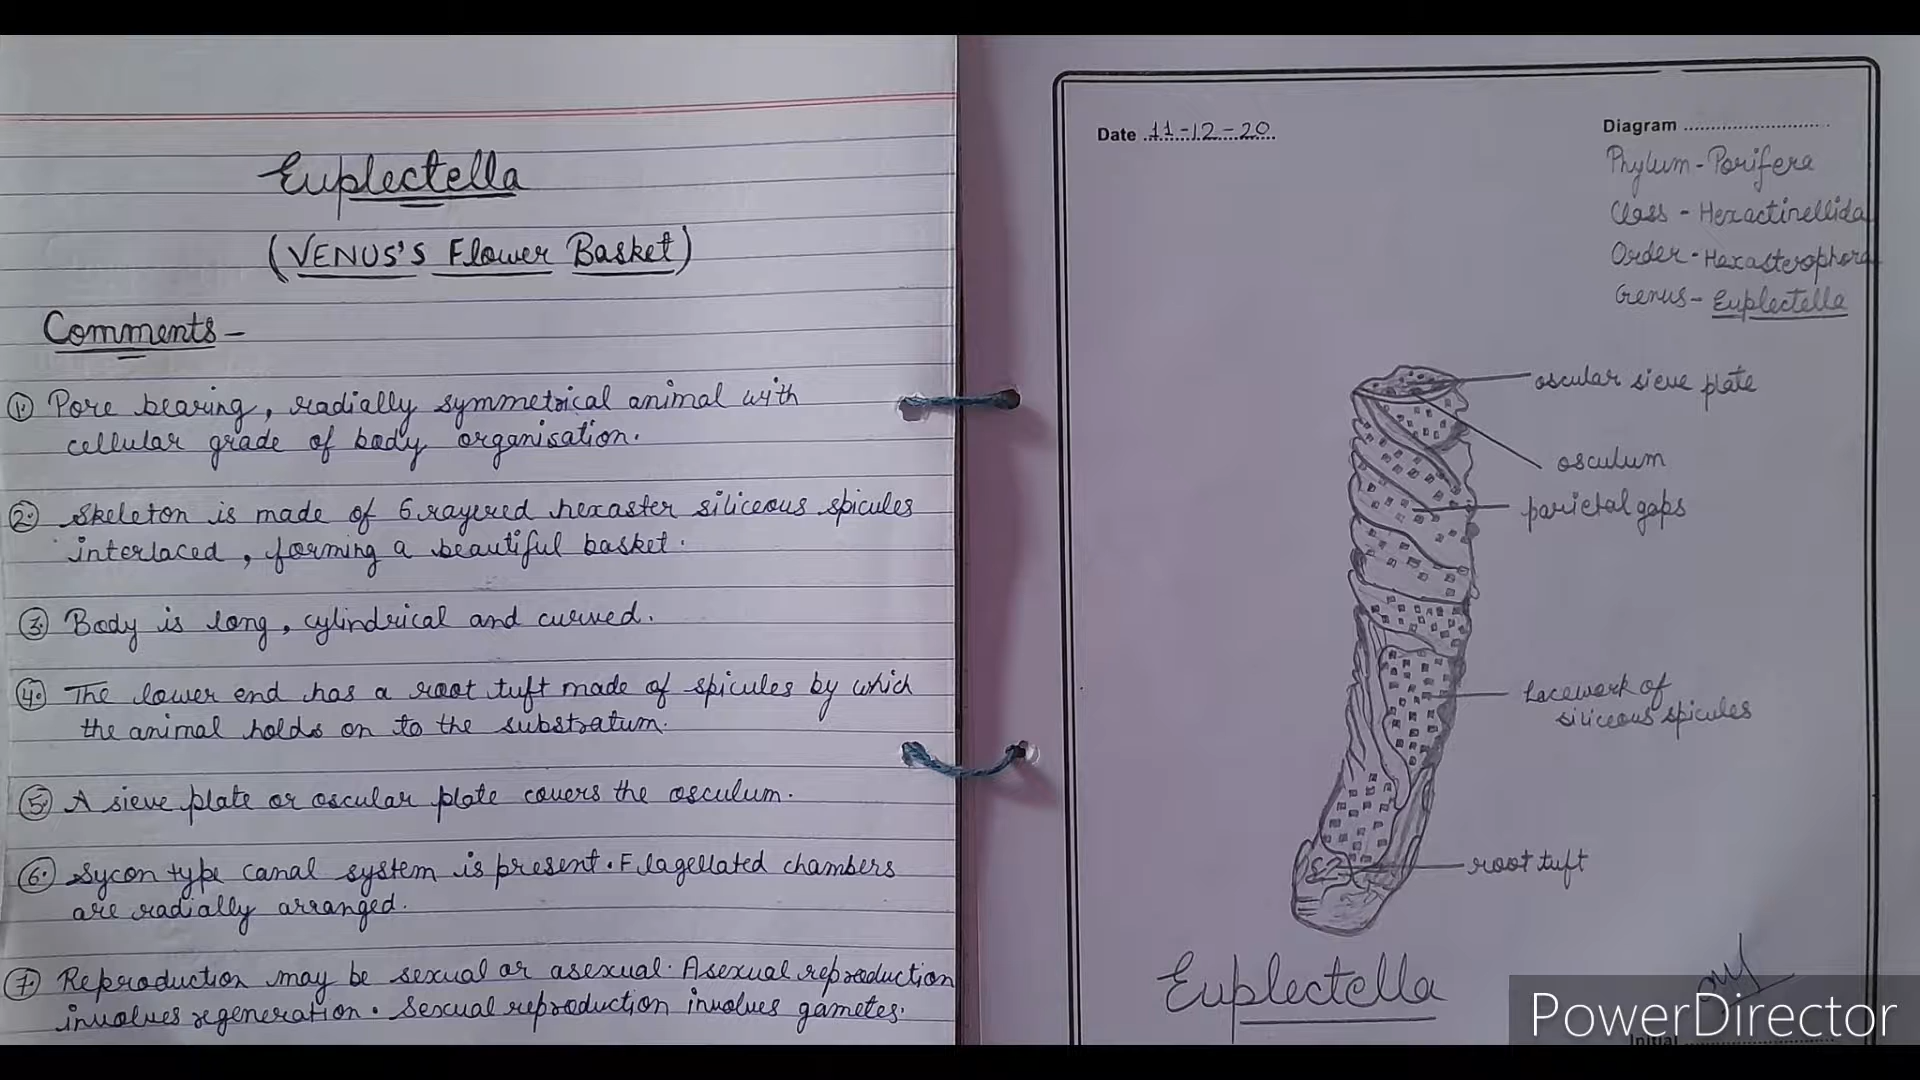 Euplectella
(VENUS'S Flower Basket)
Comments-
1. Pore bearing, radially symmetrical animal with
cellular grade of body organisation.
2. Skeleton is made of 6 rayered hexaster siliceous spicules
interlaced, forming a beautiful basket.
3. Body is long, cylindrical and curved.
4. The lower end has a root tuft made of spicules by which
the animal holds on to the substratum.
5. A sieve plate or oscular plate covers the osculum.
6. Sycon type canal system is present. Flagellated chambers
are radially arranged.
7. Reproduction may be sexual or asexual. Asexual reproduction
involves regeneration. Sexual reproduction involves gametes.
Date 11-12-20
Diagram
Phylum-Porifera
Class - Hexactinellida
Order-Hexasterophora
Genus-Euplectella
oscular sieve plate
osculum
parietal gaps
Lacework of
siliceous spicules
root tuft
Euplectella
PowerDirector
Initial